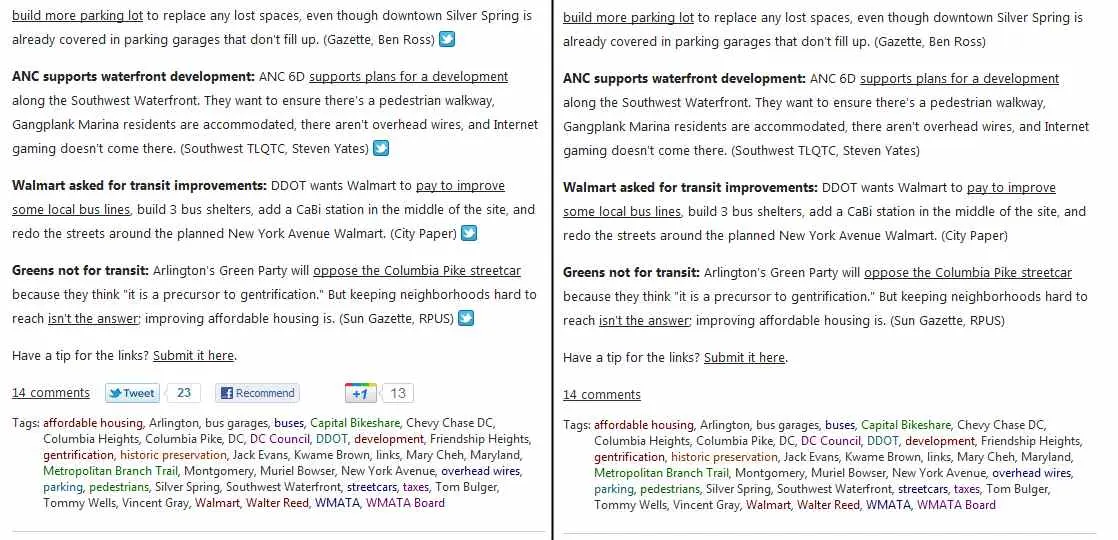 build more parking lot to replace any lost spaces, even though downtown Silver Spring is
already covered in parking garages that don't fill up. (Gazette, Ben Ross)
ANC supports waterfront development: ANC 6D supports plans for a development
along the Southwest Waterfront. They want to ensure there's a pedestrian walkway,
Gangplank Marina residents are accommodated, there aren't overhead wires, and Internet
gaming doesn't come there. (Southwest TLQTC, Steven Yates)
Walmart asked for transit improvements: DDOT wants Walmart to pay to improve
some local bus lines, build 3 bus shelters, add a CaBi station in the middle of the site, and
redo the streets around the planned New York Avenue Walmart. (City Paper)
Greens not for transit: Arlington's Green Party will oppose the Columbia Pike streetcar
because they think "it is a precursor to gentrification." But keeping neighborhoods hard to
reach isn't the answer; improving affordable housing is. (Sun Gazette, RPUS)
Have a tip for the links? Submit it here.
14 comments Tweet 23 Recommend +1 13
Tags: affordable housing, Arlington, bus garages, buses, Capital Bikeshare, Chevy Chase DC,
Columbia Heights, Columbia Pike, DC, DC Council, DDOT, development, Friendship Heights,
gentrification, historic preservation, Jack Evans, Kwame Brown, links, Mary Cheh, Maryland,
Metropolitan Branch Trail, Montgomery, Muriel Bowser, New York Avenue, overhead wires,
parking, pedestrians, Silver Spring, Southwest Waterfront, streetcars, taxes, Tom Bulger,
Tommy Wells, Vincent Gray, Walmart, Walter Reed, WMATA, WMATA Board
build more parking lot to replace any lost spaces, even though downtown Silver Spring is
already covered in parking garages that don't fill up. (Gazette, Ben Ross)
ANC supports waterfront development: ANC 6D supports plans for a development
along the Southwest Waterfront. They want to ensure there's a pedestrian walkway,
Gangplank Marina residents are accommodated, there aren't overhead wires, and Internet
gaming doesn't come there. (Southwest TLQTC, Steven Yates)
Walmart asked for transit improvements: DDOT wants Walmart to pay to improve
some local bus lines, build 3 bus shelters, add a CaBi station in the middle of the site, and
redo the streets around the planned New York Avenue Walmart. (City Paper)
Greens not for transit: Arlington's Green Party will oppose the Columbia Pike streetcar
because they think "it is a precursor to gentrification." But keeping neighborhoods hard to
reach isn't the answer; improving affordable housing is. (Sun Gazette, RPUS)
Have a tip for the links? Submit it here.
14 comments
Tags: affordable housing, Arlington, bus garages, buses, Capital Bikeshare, Chevy Chase DC,
Columbia Heights, Columbia Pike, DC, DC Council, DDOT, development, Friendship Heights,
gentrification, historic preservation, Jack Evans, Kwame Brown, links, Mary Cheh, Maryland,
Metropolitan Branch Trail, Montgomery, Muriel Bowser, New York Avenue, overhead wires,
parking, pedestrians, Silver Spring, Southwest Waterfront, streetcars, taxes, Tom Bulger,
Tommy Wells, Vincent Gray, Walmart, Walter Reed, WMATA, WMATA Board